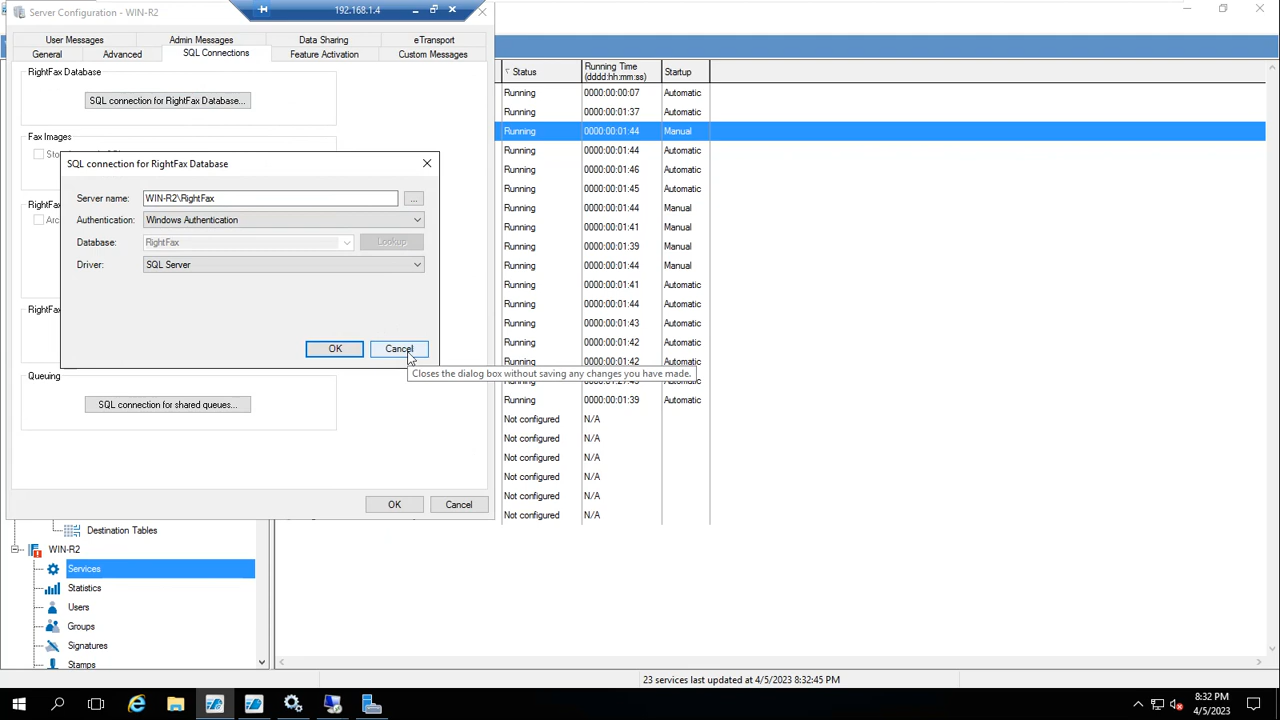 Server Configuration - WIN-R2
192.168.1.4
User Messages
Admin Messages
Data Sharing
eTransport
General
Advanced
SQL Connections
Feature Activation
Custom Messages
RightFax Database
SQL connection for RightFax Database...
Fax Images
SQL connection for RightFax Database
Server name:
WIN-R2\RightFax
...
Authentication:
Windows Authentication
Database:
RightFax
Lookup
Driver:
SQL Server
OK
Cancel
Closes the dialog box without saving any changes you have made.
Queuing
SQL connection for shared queues...
OK
Cancel
Status
Running Time
(dddd:hh:mm:ss)
Startup
Running 0000:00:00:07 Automatic
Running 0000:00:01:37 Automatic
Running 0000:00:01:44 Manual
Running 0000:00:01:44 Automatic
Running 0000:00:01:46 Automatic
Running 0000:00:01:45 Automatic
Running 0000:00:01:44 Manual
Running 0000:00:01:41 Manual
Running 0000:00:01:39 Manual
Running 0000:00:01:44 Manual
Running 0000:00:01:41 Automatic
Running 0000:00:01:44 Automatic
Running 0000:00:01:43 Automatic
Running 0000:00:01:42 Automatic
Running 0000:00:01:42 Automatic
Automatic
Running 0000:00:01:39 Automatic
Not configured N/A
Not configured N/A
Not configured N/A
Not configured N/A
Not configured N/A
Not configured N/A
Destination Tables
WIN-R2
Services
Statistics
Users
Groups
Signatures
Stamps
23 services last updated at 4/5/2023 8:32:45 PM
8:32 PM
4/5/2023